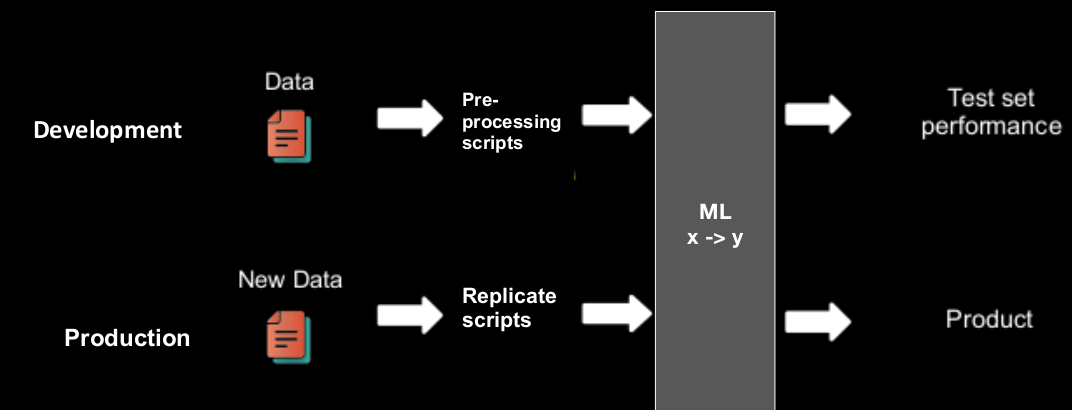 Data
Development
Pre-
processing
scripts
Test set
performance
ML
x -> y
New Data
Production
Replicate
scripts
Product